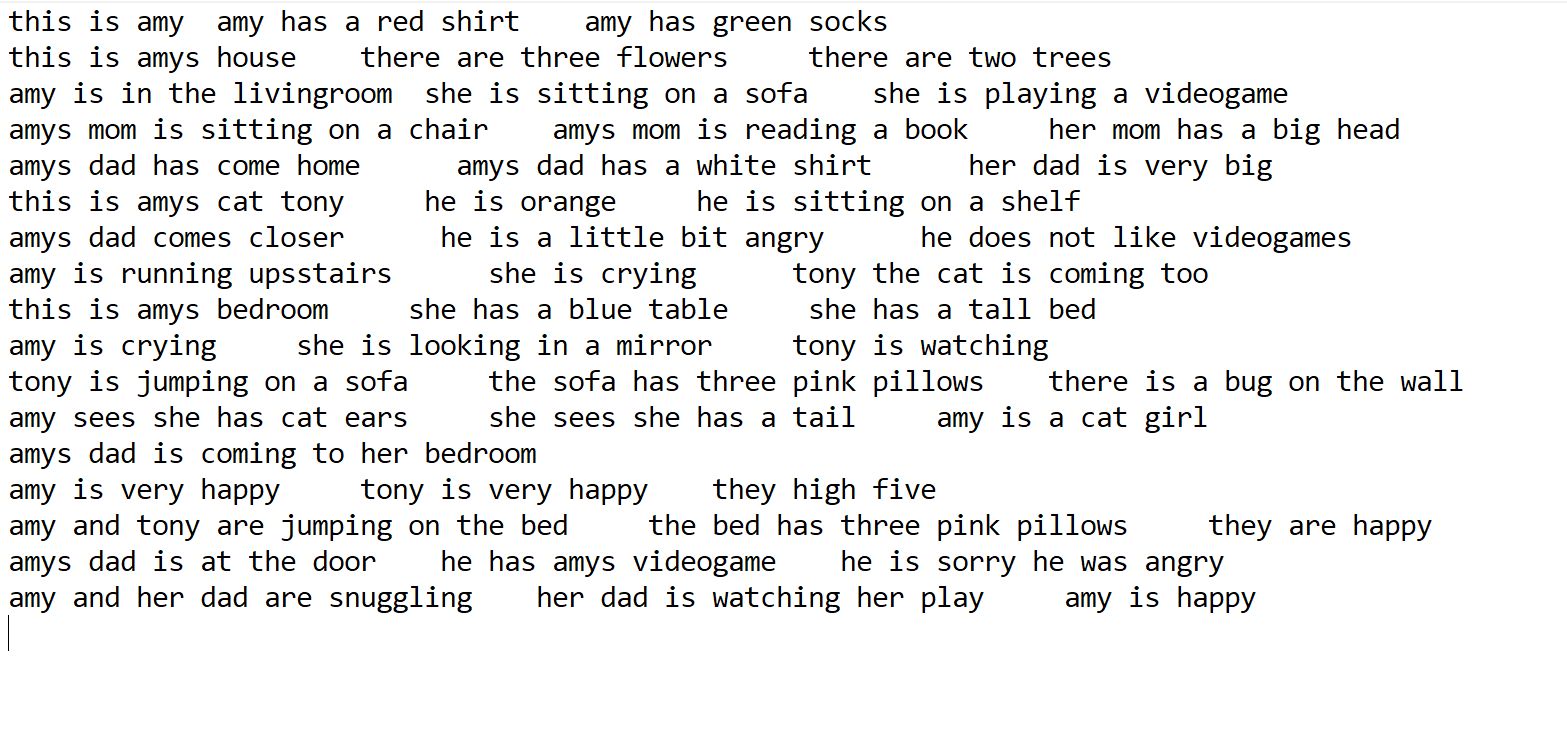 this is amy  amy has a red shirt    amy has green socks
this is amys house    there are three flowers     there are two trees
amy is in the livingroom  she is sitting on a sofa    she is playing a videogame
amys mom is sitting on a chair    amys mom is reading a book     her mom has a big head
amys dad has come home      amys dad has a white shirt      her dad is very big
this is amys cat tony     he is orange     he is sitting on a shelf
amys dad comes closer      he is a little bit angry      he does not like videogames
amy is running upsstairs      she is crying      tony the cat is coming too
this is amys bedroom     she has a blue table     she has a tall bed
amy is crying     she is looking in a mirror     tony is watching
tony is jumping on a sofa     the sofa has three pink pillows    there is a bug on the wall
amy sees she has cat ears     she sees she has a tail     amy is a cat girl
amys dad is coming to her bedroom
amy is very happy     tony is very happy    they high five
amy and tony are jumping on the bed     the bed has three pink pillows     they are happy
amys dad is at the door    he has amys videogame    he is sorry he was angry
amy and her dad are snuggling    her dad is watching her play     amy is happy